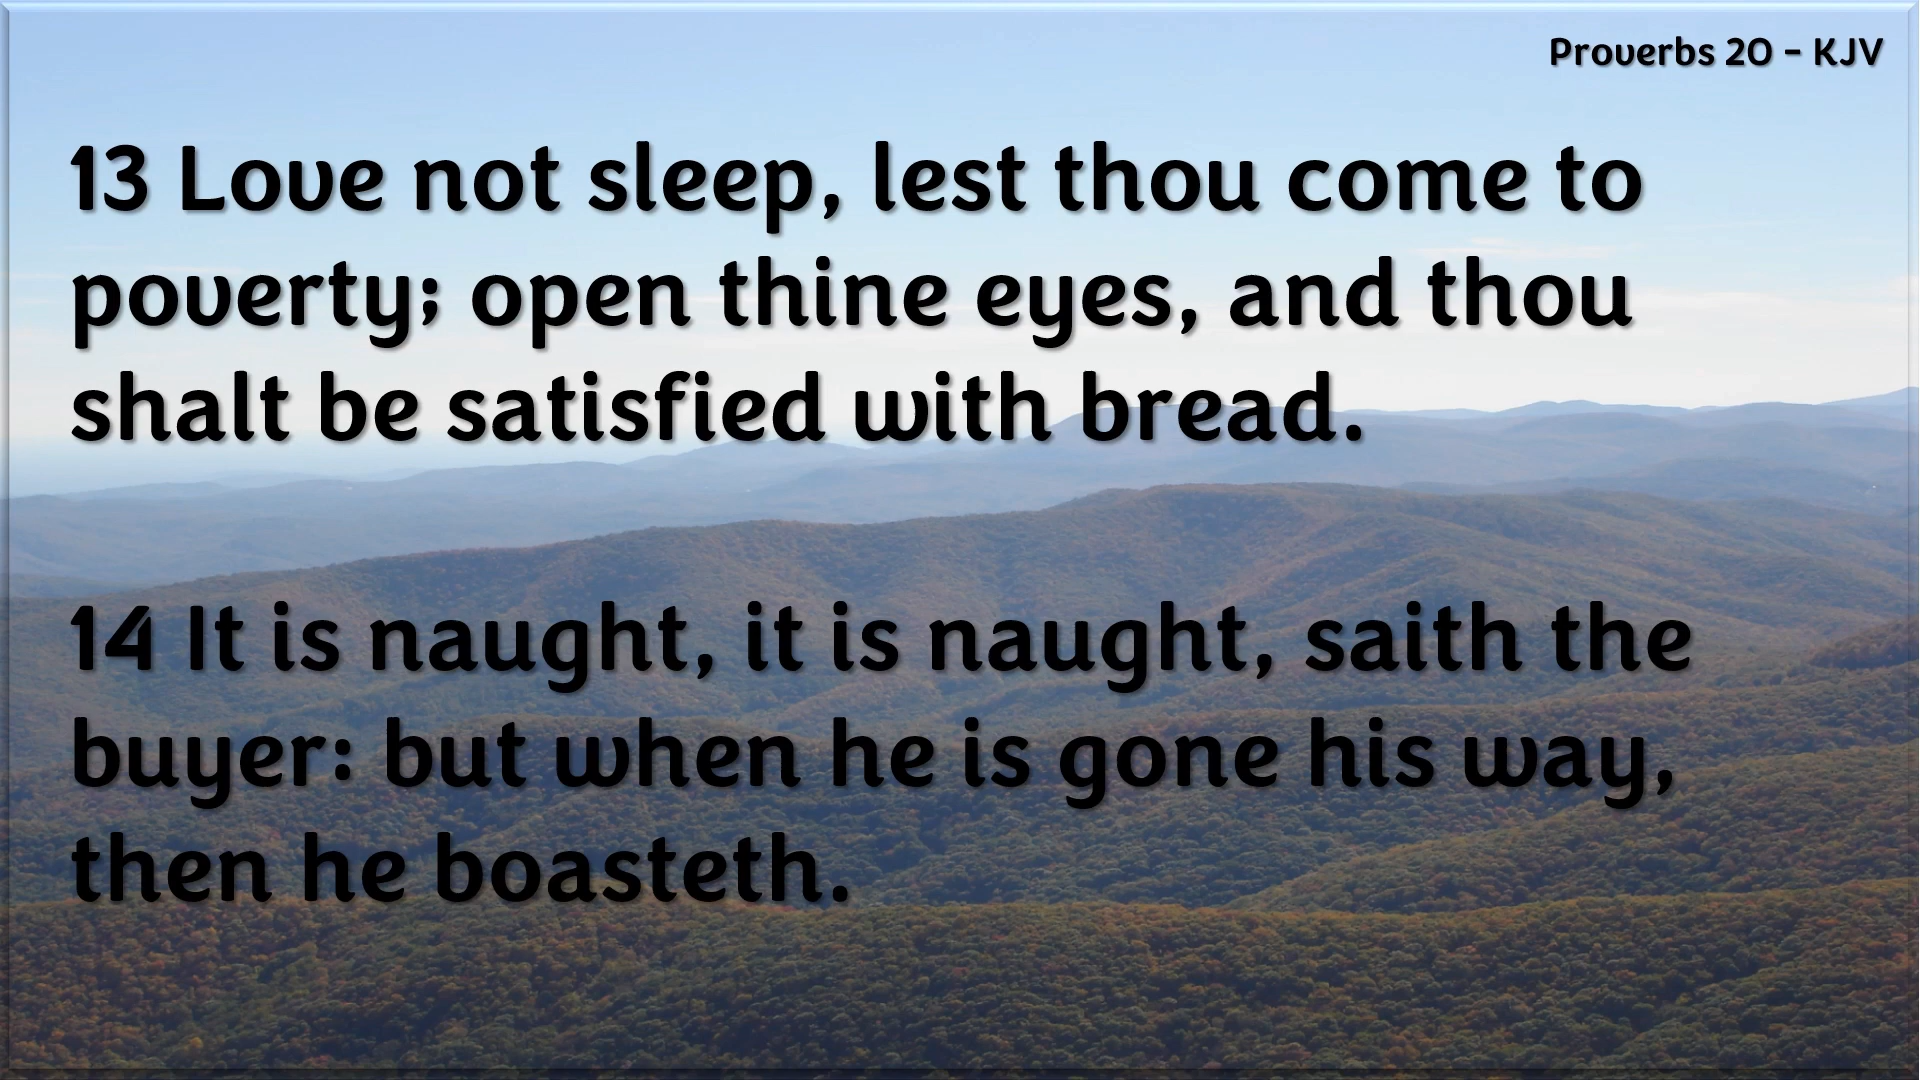 Proverbs 20 - KJV
13 Love not sleep, lest thou come to
poverty; open thine eyes, and thou
shalt be satisfied with bread.
14 It is naught, it is naught, saith the
buyer: but when he is gone his way,
then he boasteth.